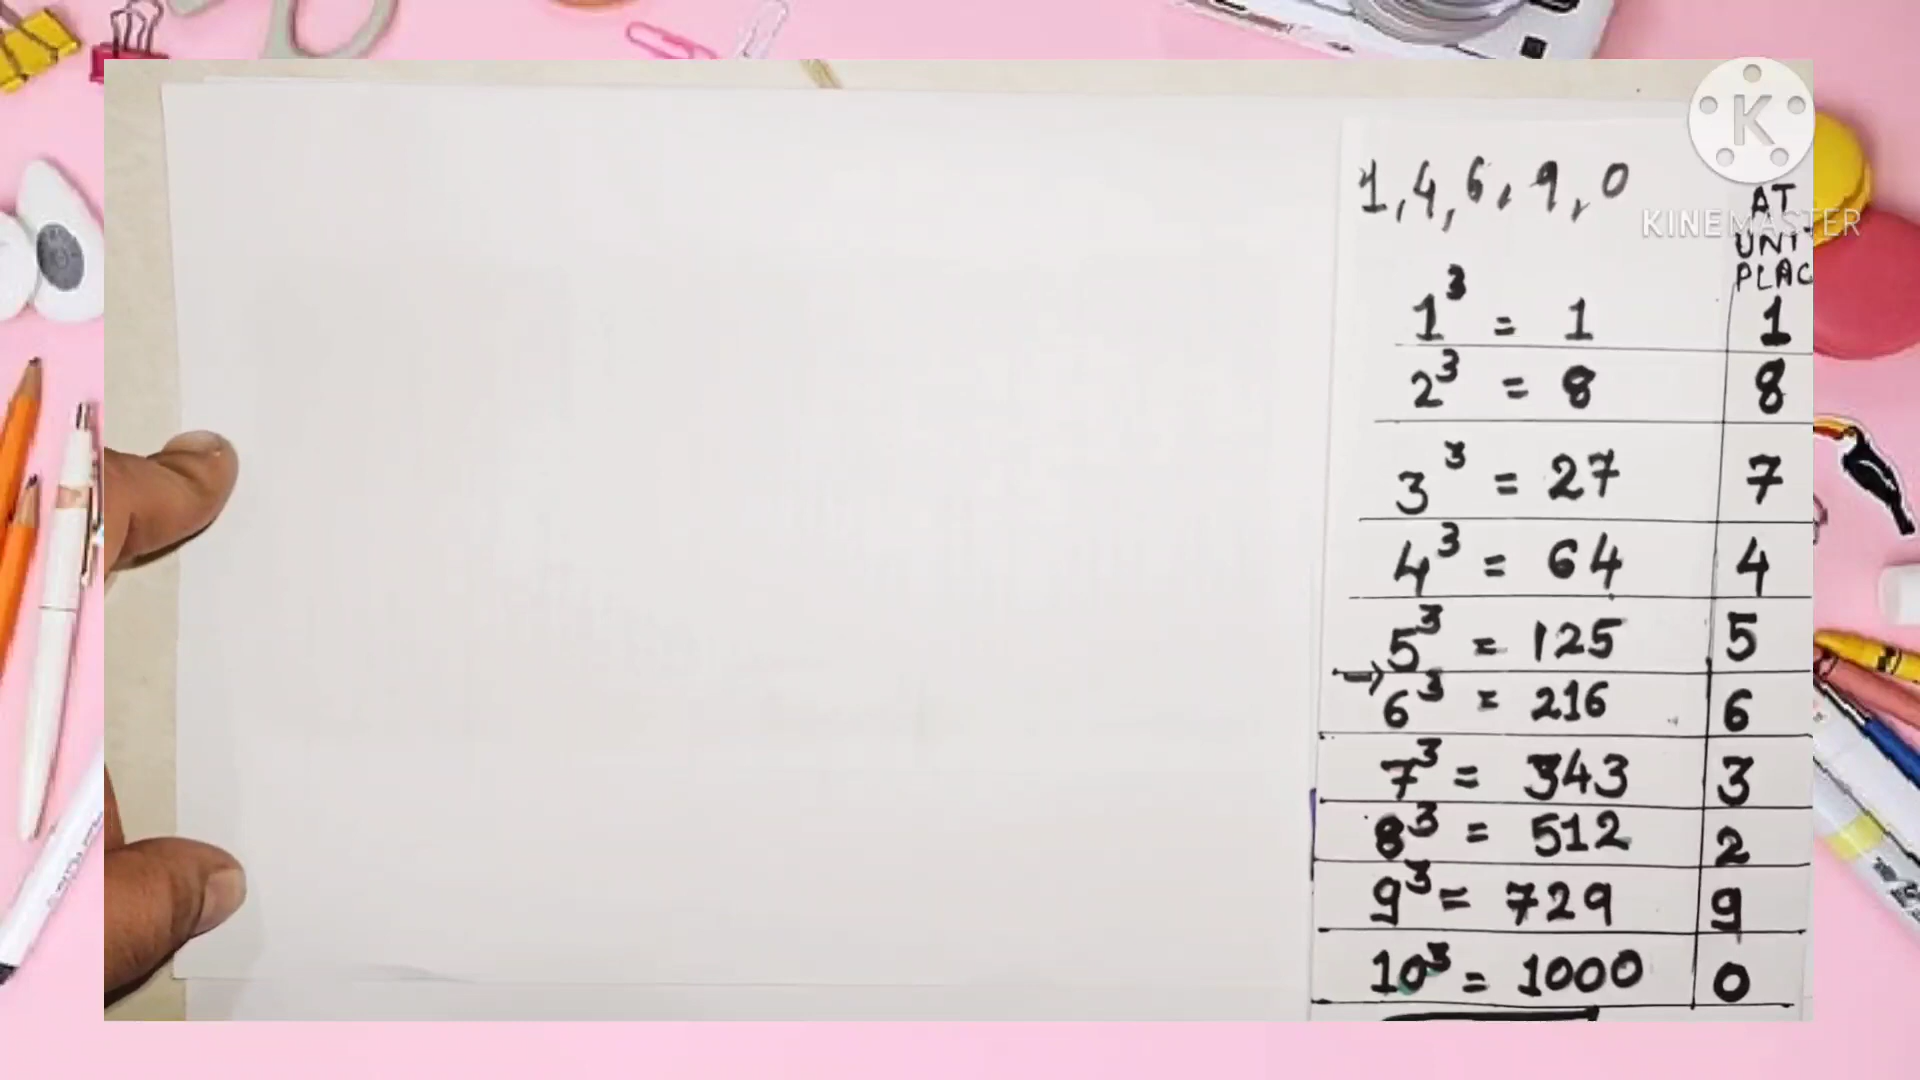 K
KINEMASTER
1, 4, 6, 9, 0
AT
UNI
PLAC
1³ = 1 1
2³ = 8 8
3³ = 27 7
4³ = 64 4
5³ = 125 5
→ 6³ = 216 6
7³ = 343 3
8³ = 512 2
9³ = 729 9
10³ = 1000 0